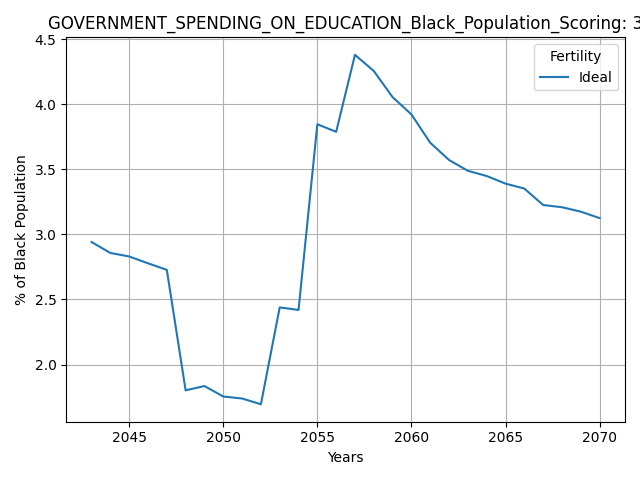 GOVERNMENT_SPENDING_ON_EDUCATION_Black_Population_Scoring: 3
4.5
4.0
3.5
3.0
2.5
2.0
% of Black Population
Fertility
Ideal
2045 2050 2055 2060 2065 2070
Years